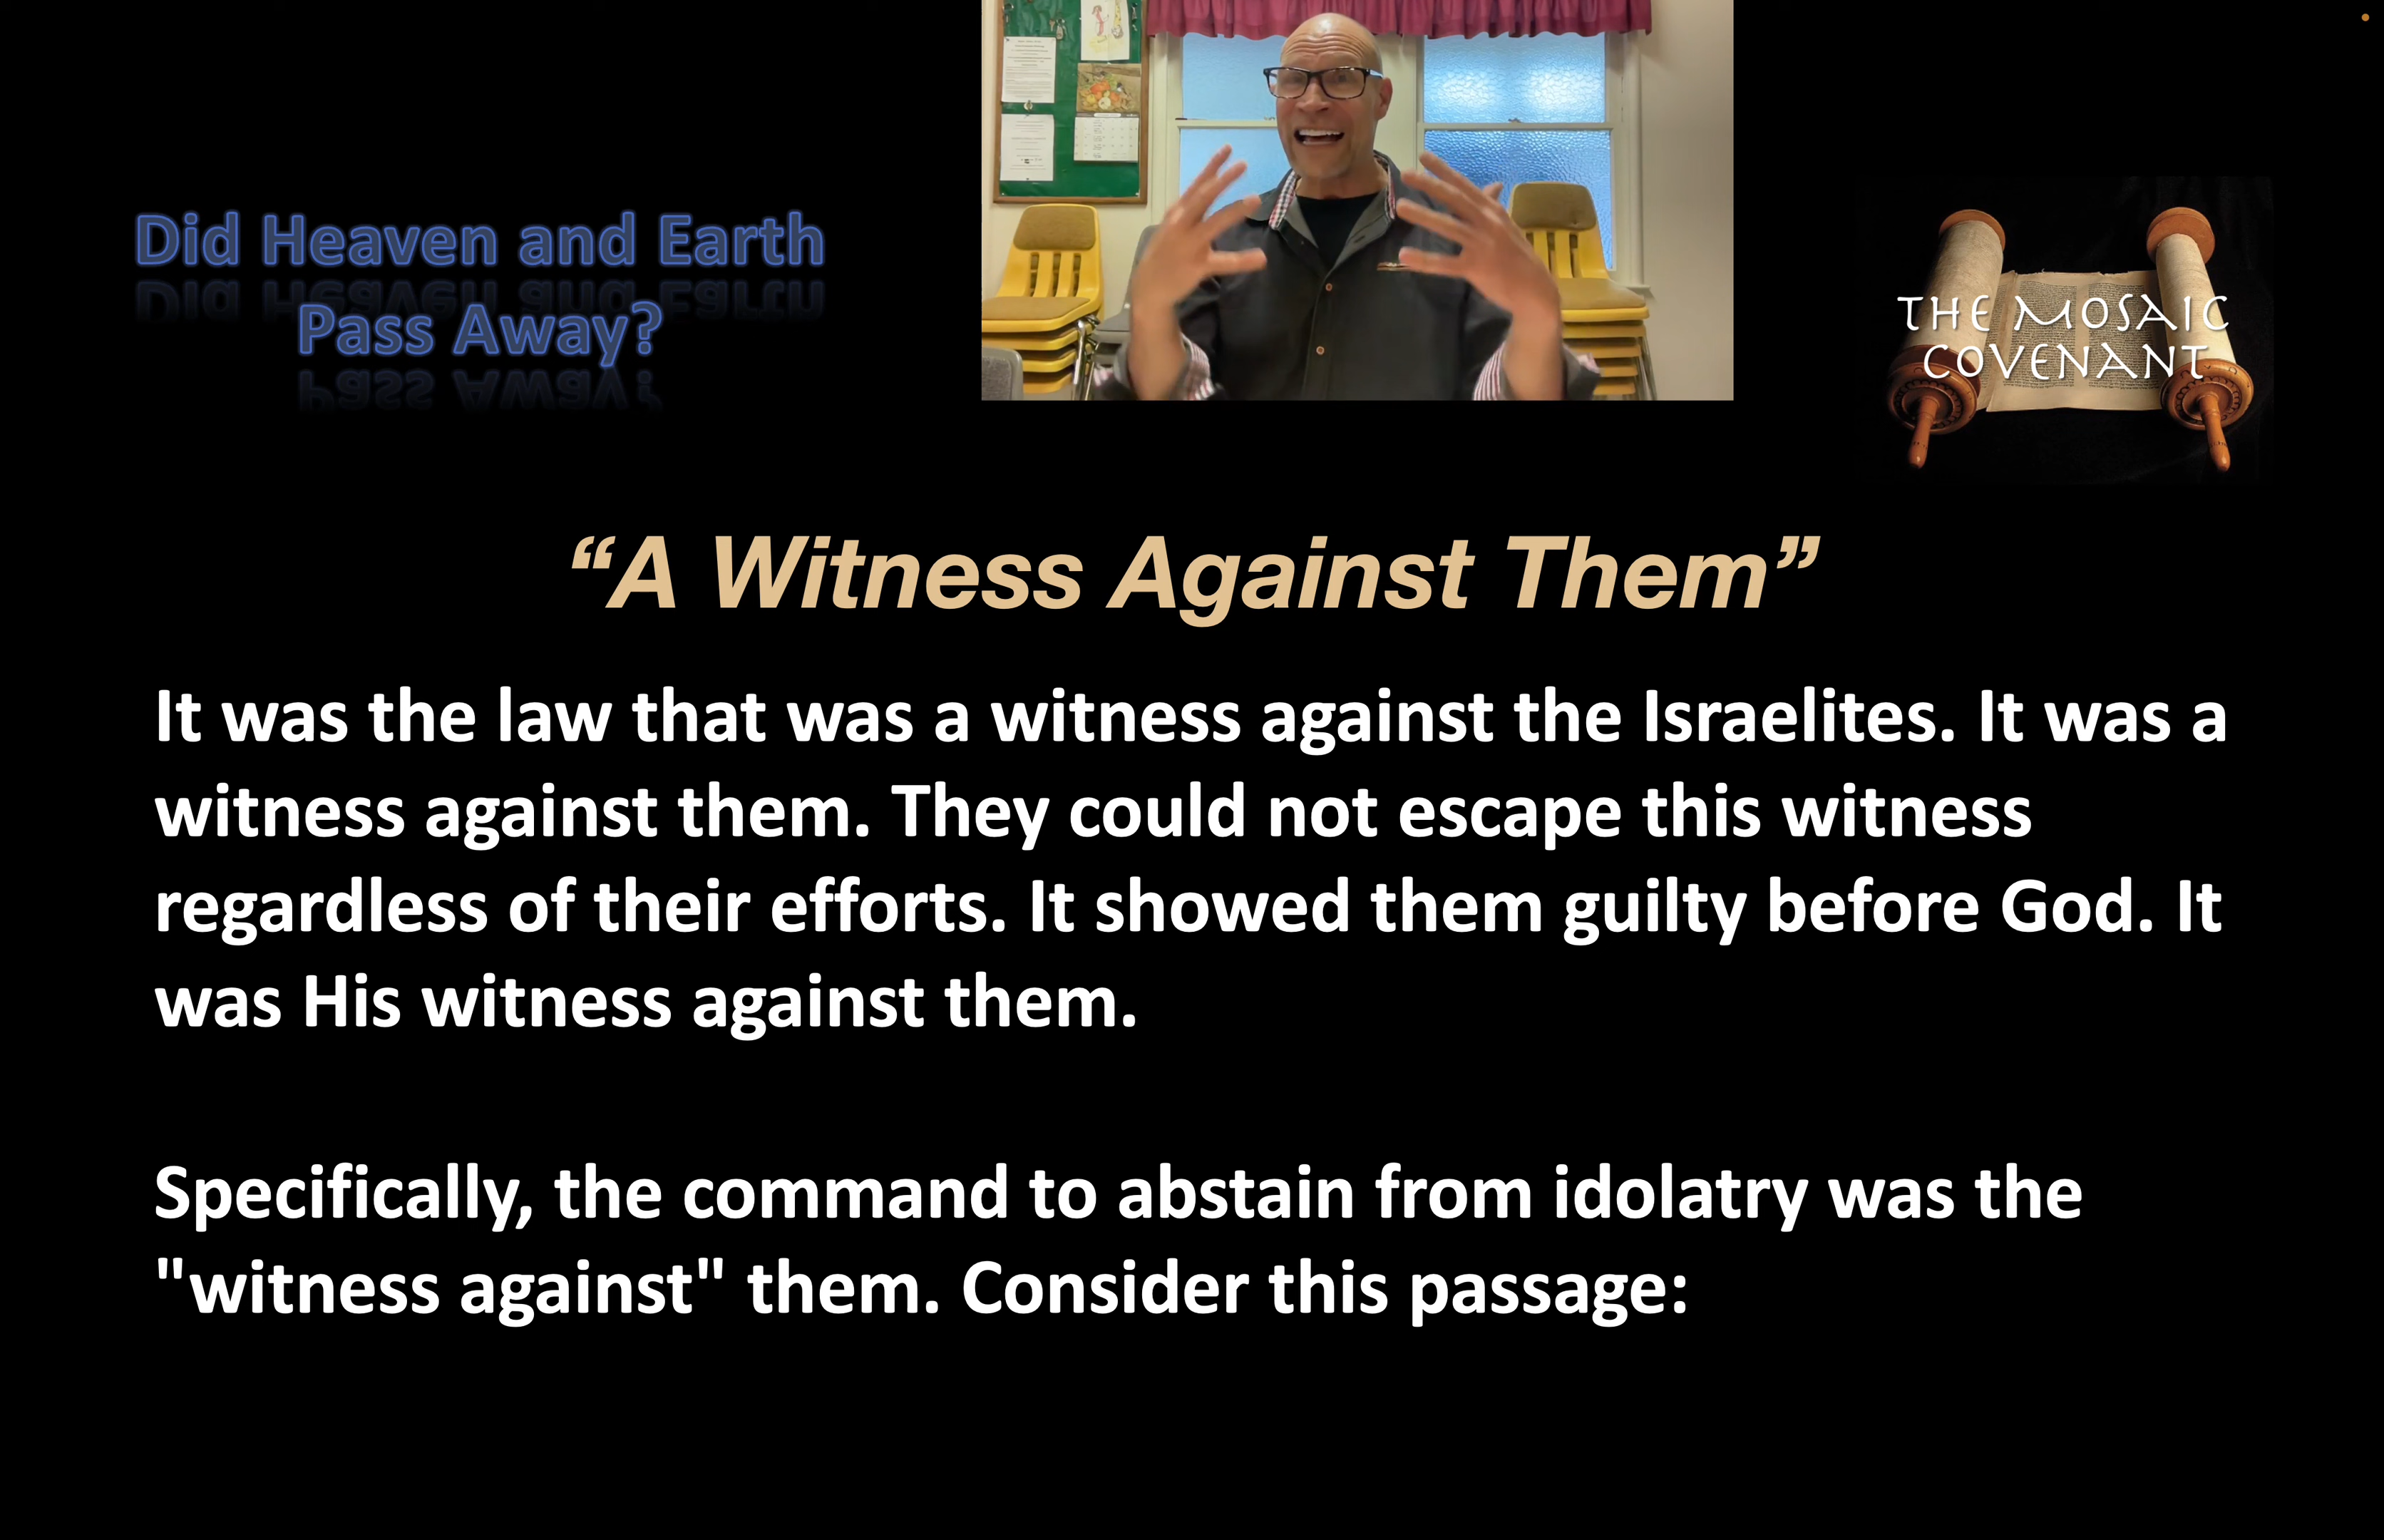 Did Heaven and Earth
Pass Away?
THE MOSAIC
COVENANT
“A Witness Against Them”
It was the law that was a witness against the Israelites. It was a
witness against them. They could not escape this witness
regardless of their efforts. It showed them guilty before God. It
was His witness against them.
Specifically, the command to abstain from idolatry was the
"witness against" them. Consider this passage: